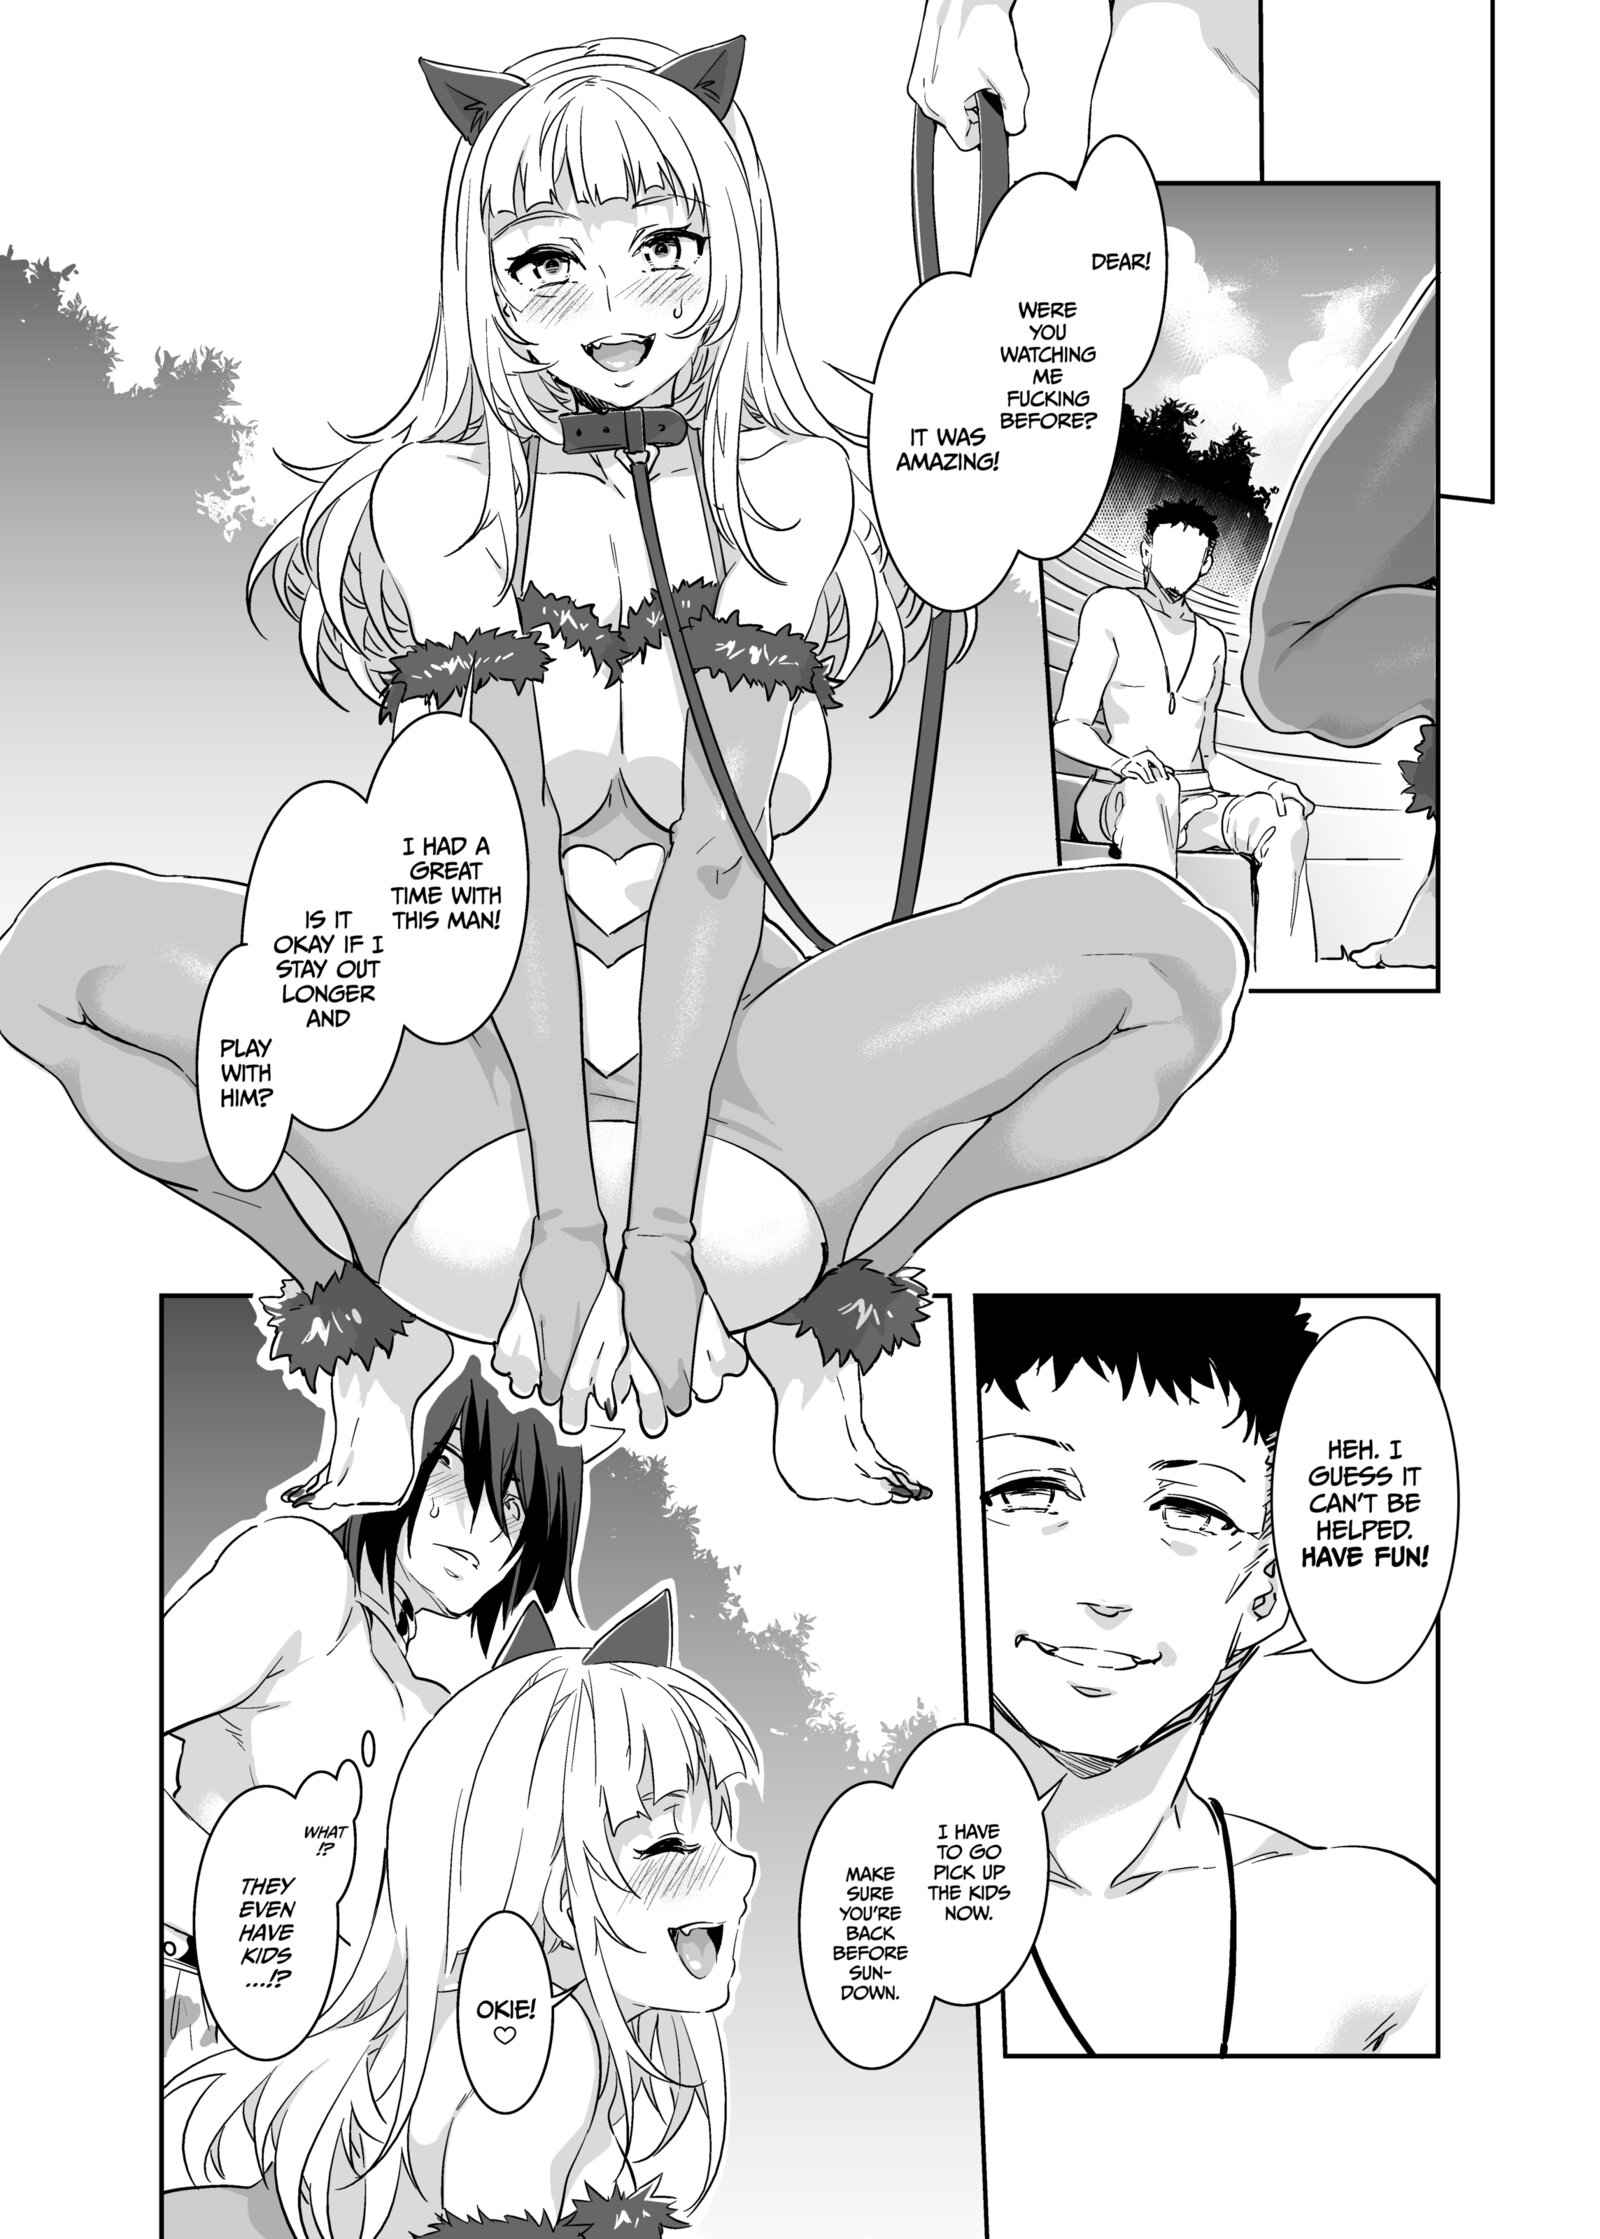 DEAR!
WERE
YOU
WATCHING
ME
FUCKING
BEFORE?
IT WAS
AMAZING!
I HAD A
GREAT
TIME WITH
THIS MAN!
IS IT
OKAY IF I
STAY OUT
LONGER
AND
PLAY
WITH
HIM?
HEH. I
GUESS IT
CAN'T BE
HELPED.
HAVE FUN!
I HAVE
TO GO
PICK UP
THE KIDS
NOW.
MAKE
SURE
YOU'RE
BACK
BEFORE
SUN-
DOWN.
WHAT
!?
THEY
EVEN
HAVE
KIDS
....!?
OKIE!
♡